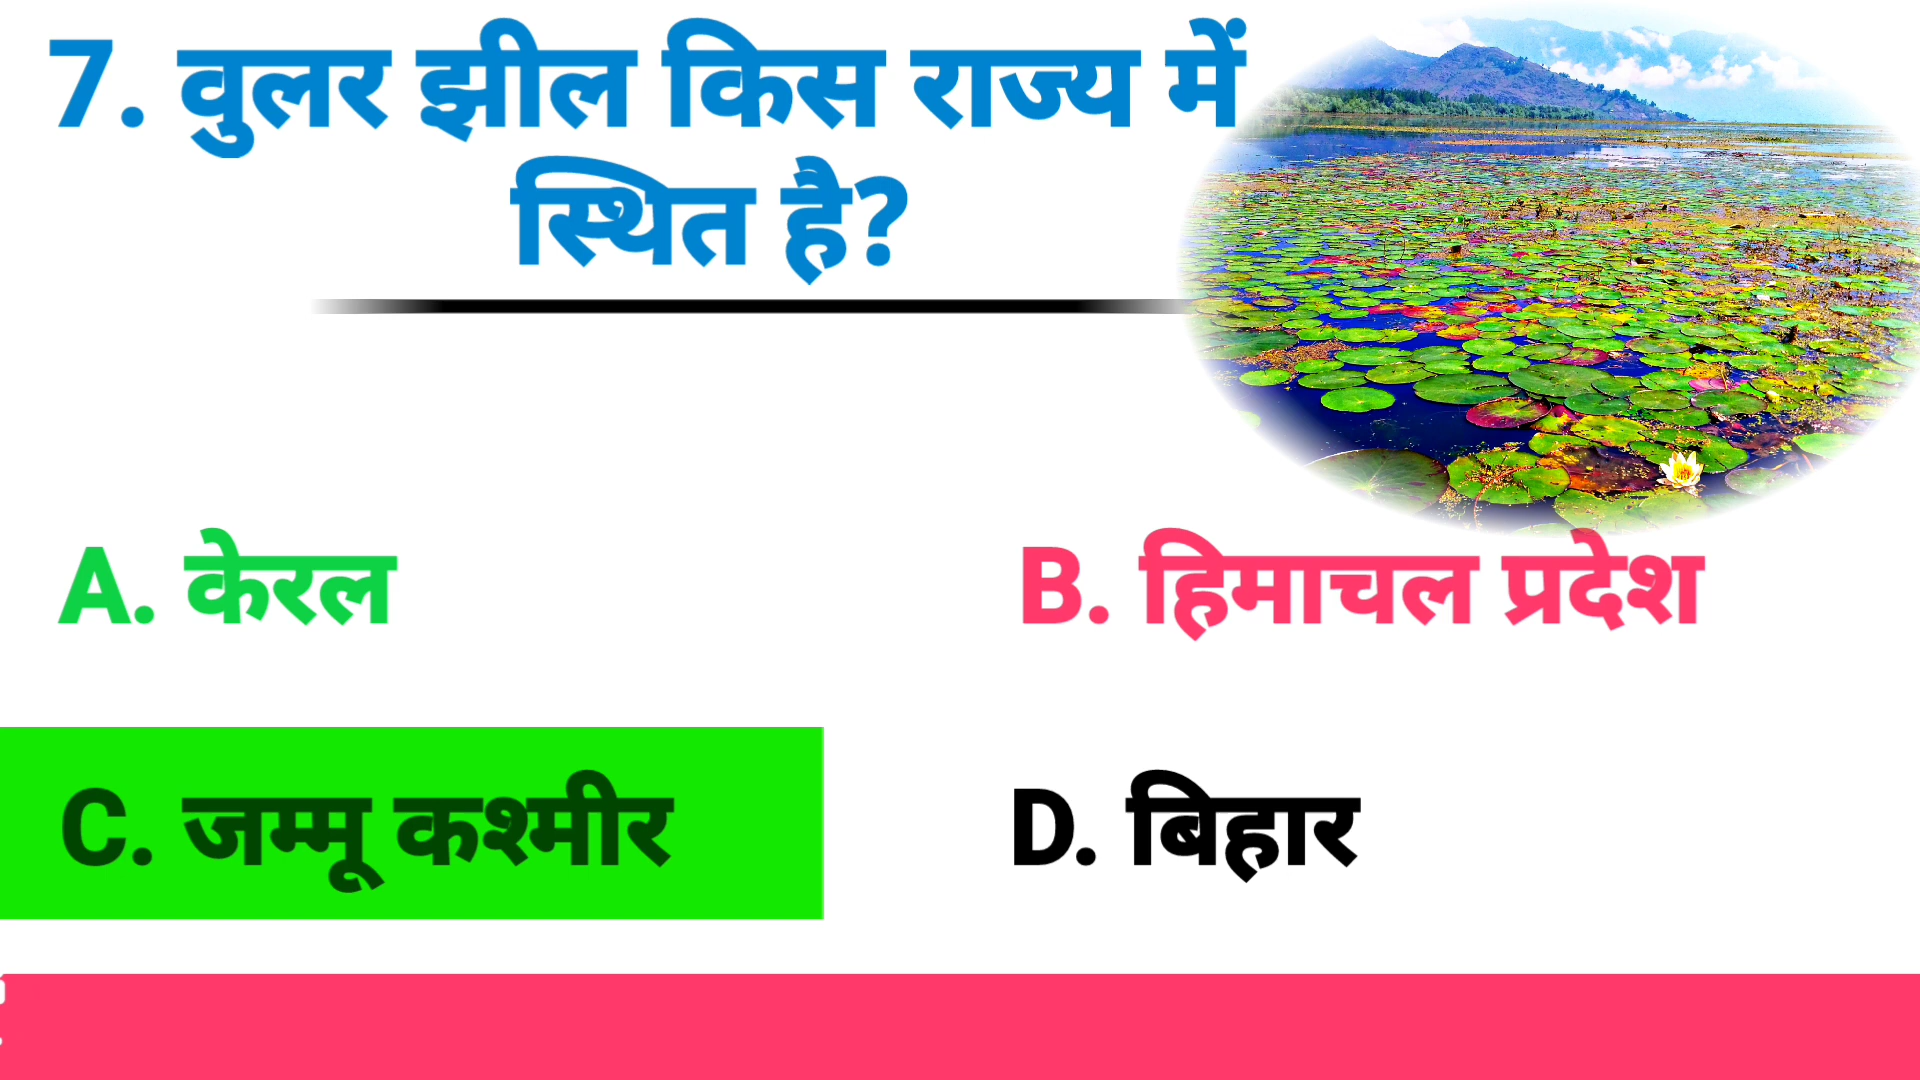 7. वुलर झील किस राज्य में
स्थित है?
A. केरल
B. हिमाचल प्रदेश
C. जम्मू कश्मीर
D. बिहार